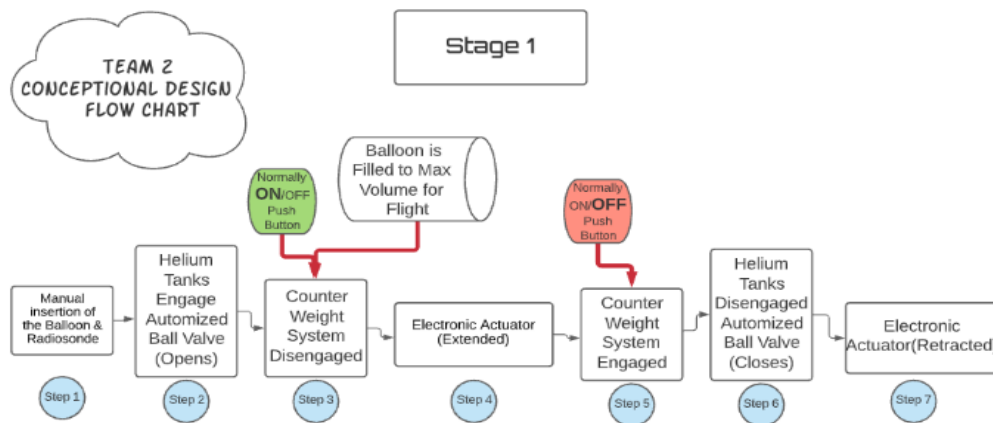 TEAM 2
CONCEPTIONAL DESIGN
FLOW CHART
Stage 1
Normally
ON/OFF
Push
Button
Balloon is
Filled to Max
Volume for
Flight
Normally
ON/OFF
Push
Button
Manual
insertion of
the Balloon &
Radiosonde
Helium
Tanks
Engage
Automized
Ball Valve
(Opens)
Counter
Weight
System
Disengaged
Electronic Actuator
(Extended)
Counter
Weight
System
Engaged
Helium
Tanks
Disengaged
Automized
Ball Valve
(Closes)
Electronic
Actuator(Retracted)
Step 1
Step 2
Step 3
Step 4
Step 5
Step 6
Step 7